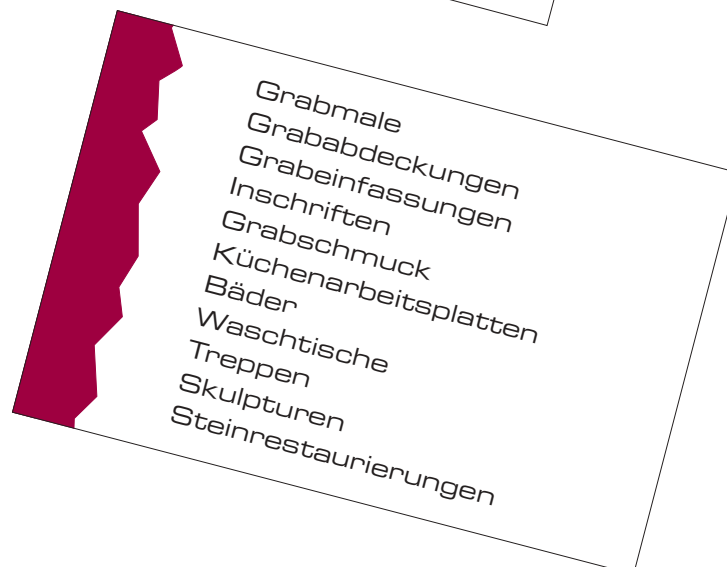 Grabmale
Grababdeckungen
Grabeinfassungen
Inschriften
Grabschmuck
Küchenarbeitsplatten
Bäder
Waschtische
Treppen
Skulpturen
Steinrestaurierungen